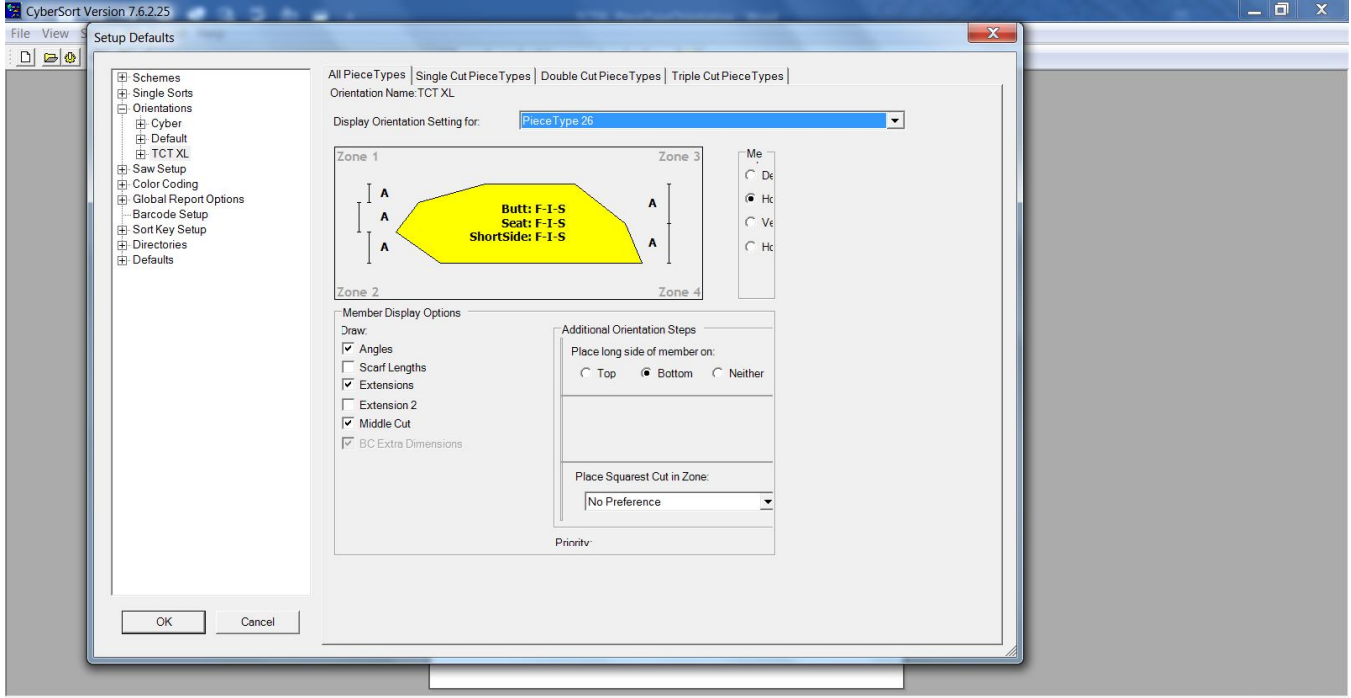 CyberSort Version 7.6.2.25
File View S
Setup Defaults
Schemes
Single Sorts
Orientations
Cyber
Default
TCT XL
Saw Setup
Color Coding
Global Report Options
Barcode Setup
Sort Key Setup
Directories
Defaults
OK Cancel
All PieceTypes Single Cut PieceTypes Double Cut PieceTypes Triple Cut PieceTypes
Orientation Name:TCT XL
Display Orientation Setting for: PieceType 26
Zone 1 Zone 3
A A
A
A A
Butt: F-I-S
Seat: F-I-S
ShortSide: F-I-S
Zone 2 Zone 4
Me
De
Ho
Ve
Ho
Member Display Options
Draw:
Angles
Scarf Lengths
Extensions
Extension 2
Middle Cut
BC Extra Dimensions
Additional Orientation Steps
Place long side of member on:
Top Bottom Neither
Place Squarest Cut in Zone:
No Preference
Priority: